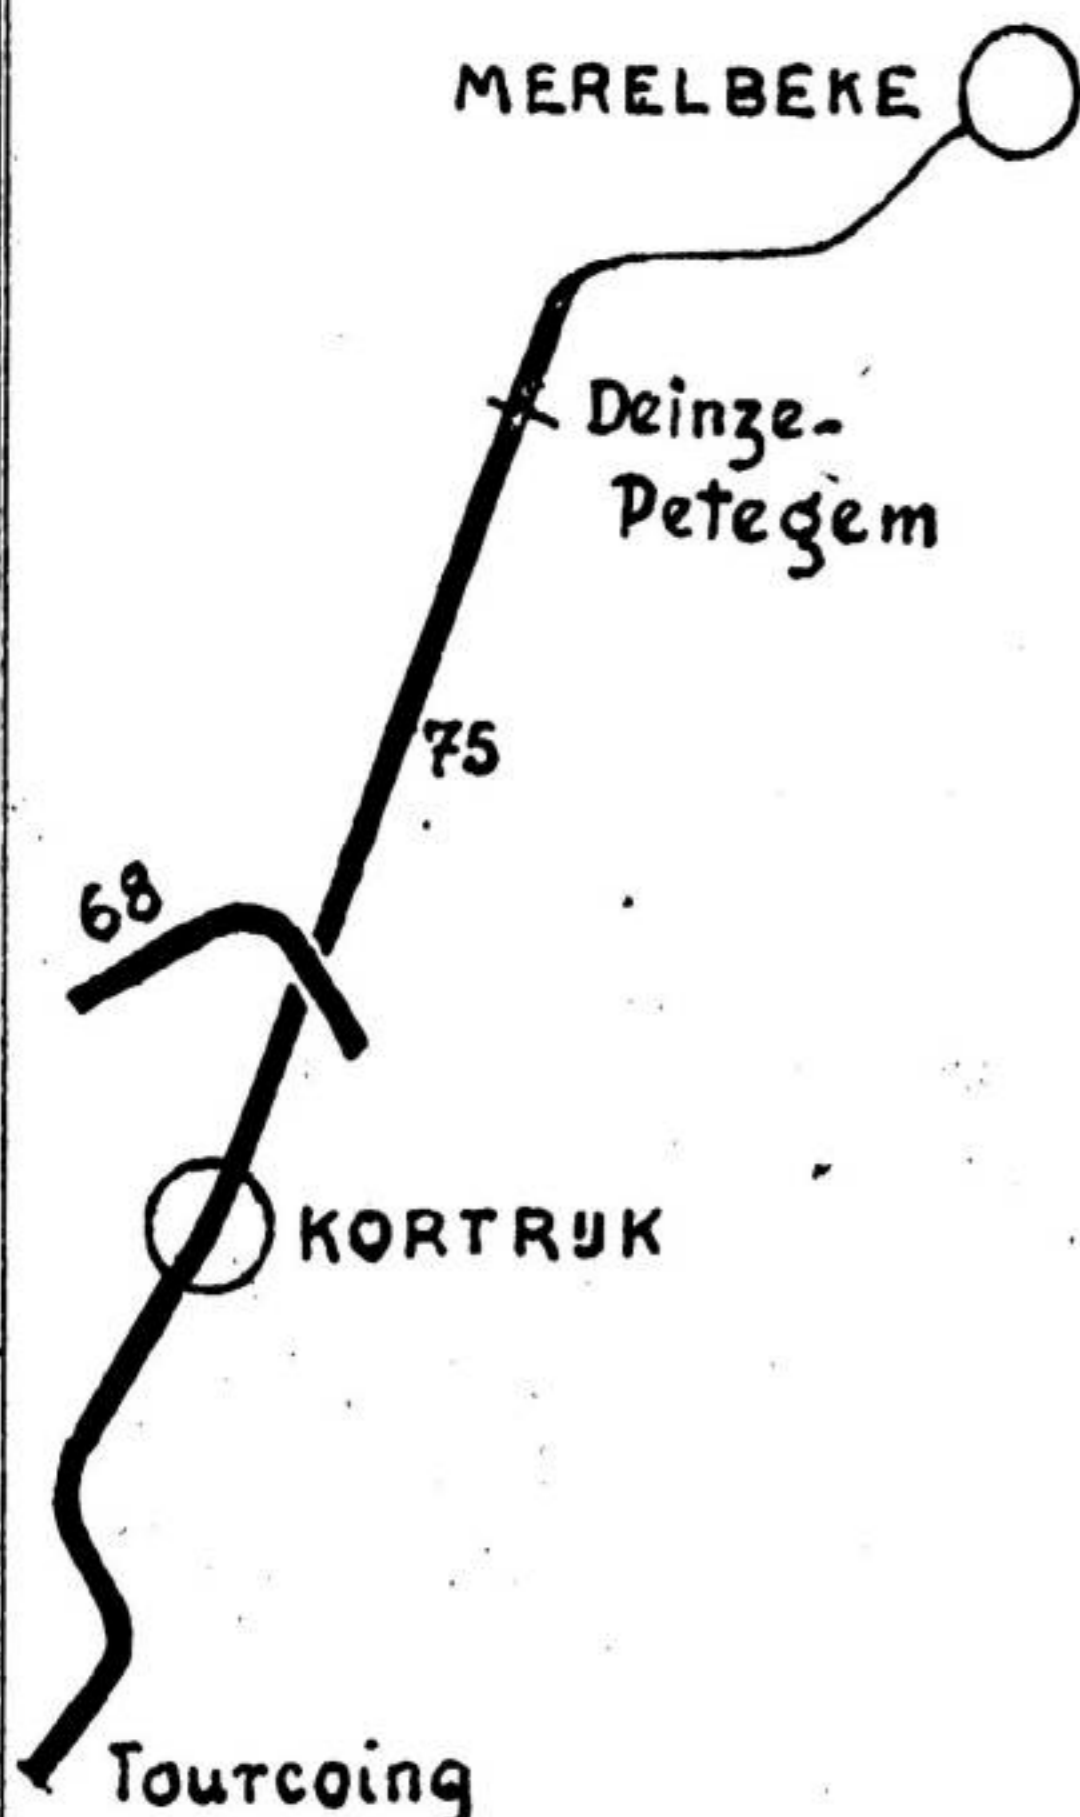 MERELBEKE
Deinze-
Petegem
75
68
KORTRIJK
Tourcoing